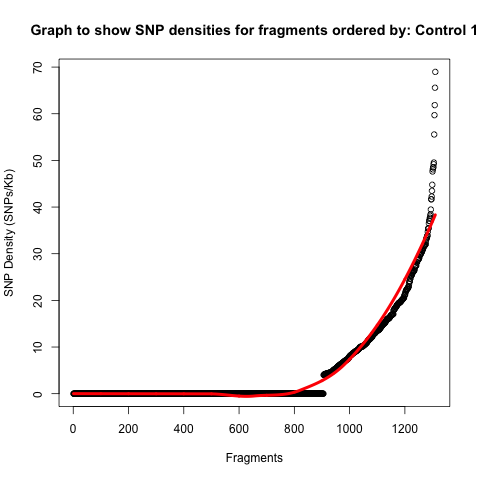 Graph to show SNP densities for fragments ordered by: Control 1
SNP Density (SNPs/Kb)
70
60
50
40
30
20
10
0
0 200 400 600 800 1000 1200
Fragments